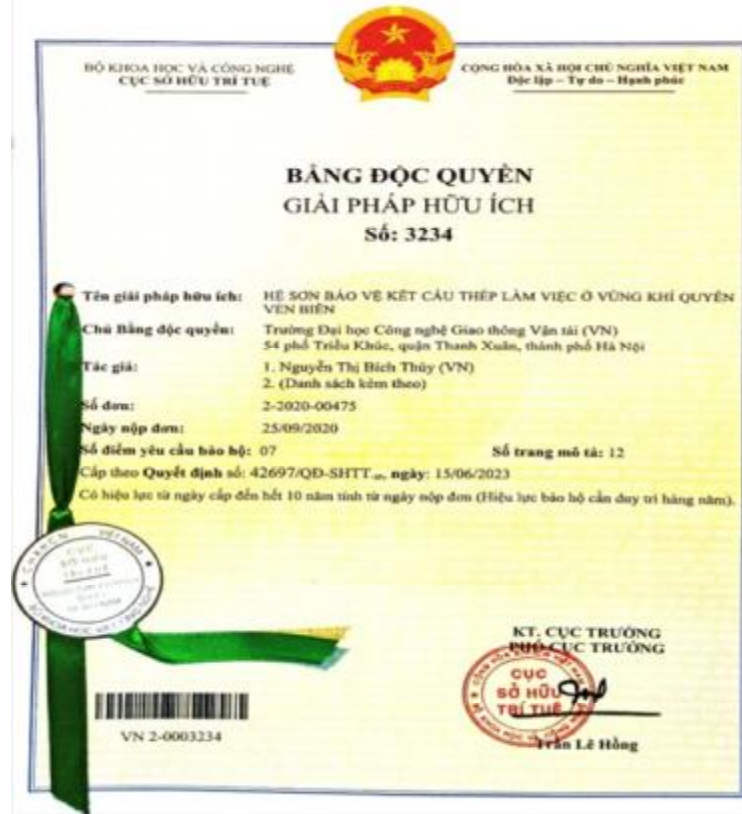 BỘ KHOA HỌC VÀ CÔNG NGHỆ
CỤC SỞ HỮU TRÍ TUỆ
CỘNG HÒA XÃ HỘI CHỦ NGHĨA VIỆT NAM
Độc lập – Tự do – Hạnh phúc
BẰNG ĐỘC QUYỀN
GIẢI PHÁP HỮU ÍCH
Số: 3234
Tên giải pháp hữu ích: HỆ SƠN BẢO VỆ KẾT CẤU THÉP LÀM VIỆC Ở VÙNG KHÍ QUYỂN
VEN BIỂN
Chủ Bằng độc quyền: Trường Đại học Công nghệ Giao thông Vận tải (VN)
54 phố Triều Khúc, quận Thanh Xuân, thành phố Hà Nội
Tác giả: 1. Nguyễn Thị Bích Thủy (VN)
2. (Danh sách kèm theo)
Số đơn: 2-2020-00475
Ngày nộp đơn: 25/09/2020
Số điểm yêu cầu bảo hộ: 07 Số trang mô tả: 12
Cấp theo Quyết định số: 42697/QĐ-SHTT, ngày: 15/06/2023
Có hiệu lực từ ngày cấp đến hết 10 năm tính từ ngày nộp đơn (Hiệu lực bảo hộ cần duy trì hàng năm).
CỤC
SỞ HỮU
TRÍ TUỆ
KT. CỤC TRƯỞNG
PHÓ CỤC TRƯỞNG
CỤC
SỞ HỮU
TRÍ TUỆ
Trần Lê Hồng
VN 2-0003234